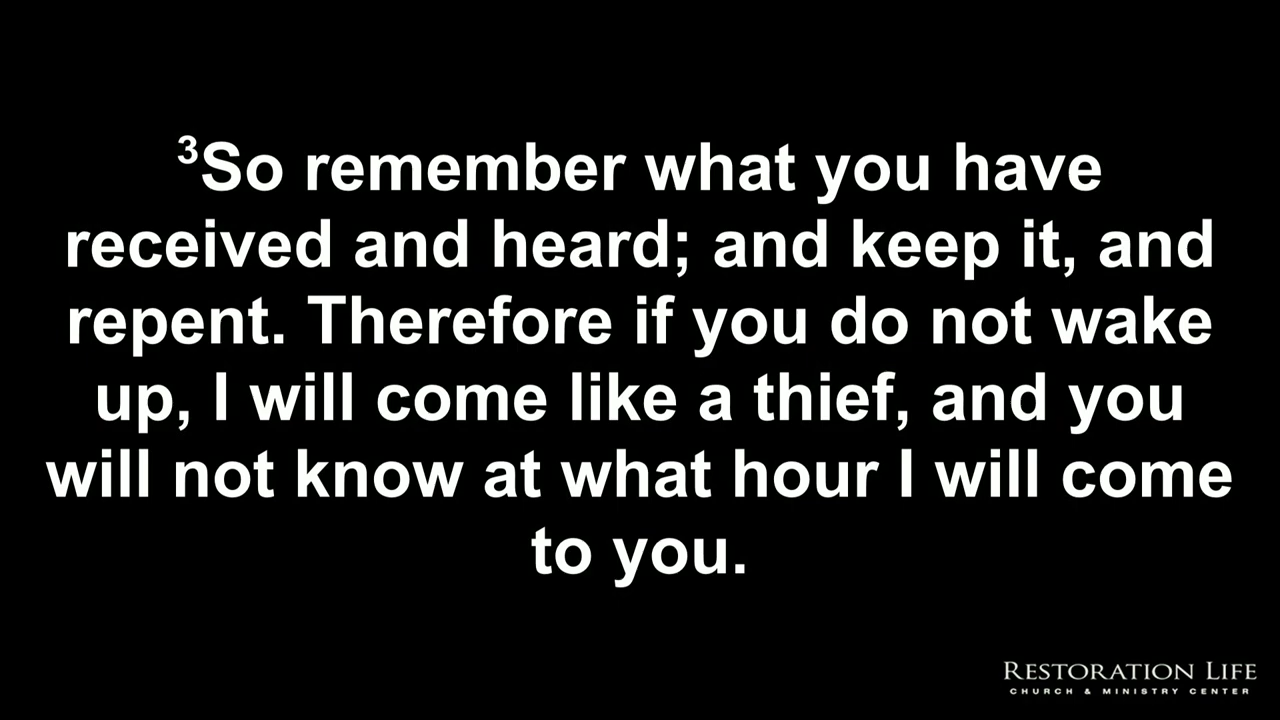 ³So remember what you have
received and heard; and keep it, and
repent. Therefore if you do not wake
up, I will come like a thief, and you
will not know at what hour I will come
to you.
RESTORATION LIFE
CHURCH & MINISTRY CENTER